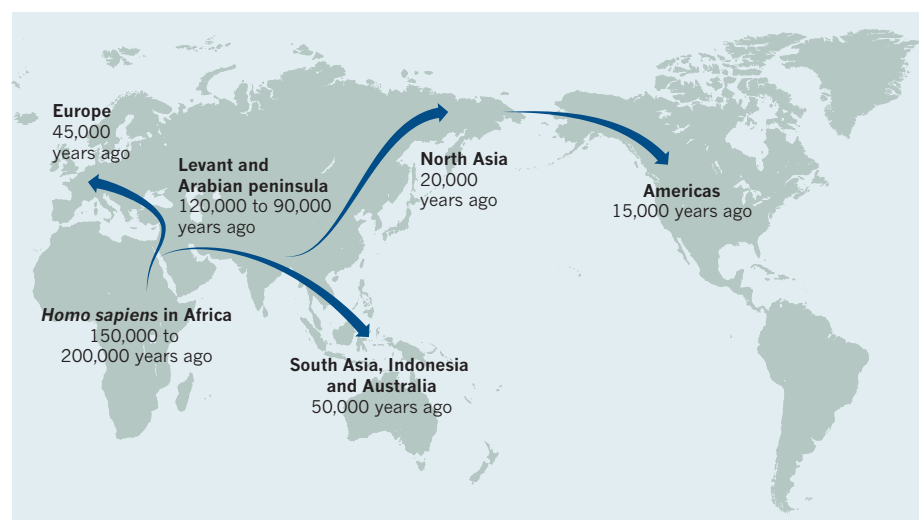 Europe
45,000
years ago
Levant and
Arabian peninsula
120,000 to 90,000
years ago
North Asia
20,000
years ago
Americas
15,000 years ago
Homo sapiens in Africa
150,000 to
200,000 years ago
South Asia, Indonesia
and Australia
50,000 years ago